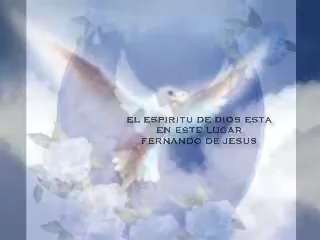 EL ESPIRITU DE DIOS ESTA
EN ESTE LUGAR
FERNANDO DE JESUS